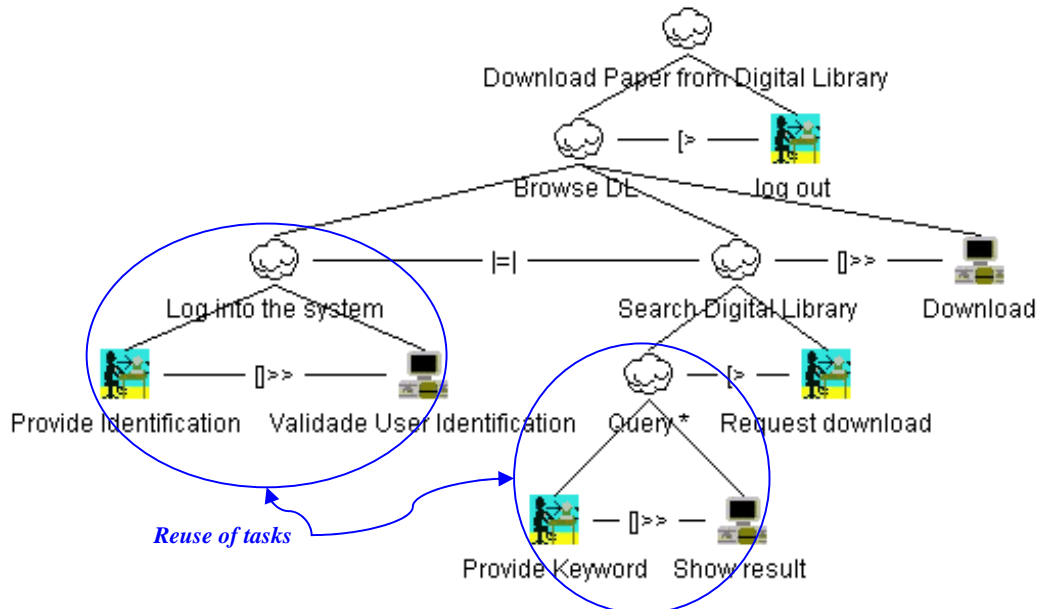 Download Paper from Digital Library
[>
Browse DL
log out
|=|
[]>>
Log into the system
Search Digital Library
Download
[]>>
[>
Provide Identification
Validade User Identification
Query *
Request download
Reuse of tasks
[]>>
Provide Keyword
Show result